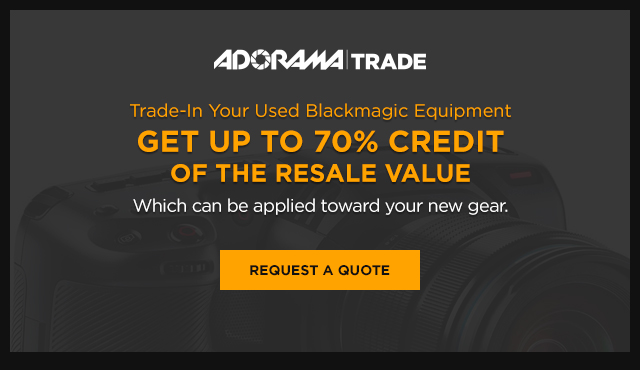 ADORAMA | TRADE
Trade-In Your Used Blackmagic Equipment
GET UP TO 70% CREDIT
OF THE RESALE VALUE
Which can be applied toward your new gear.
REQUEST A QUOTE